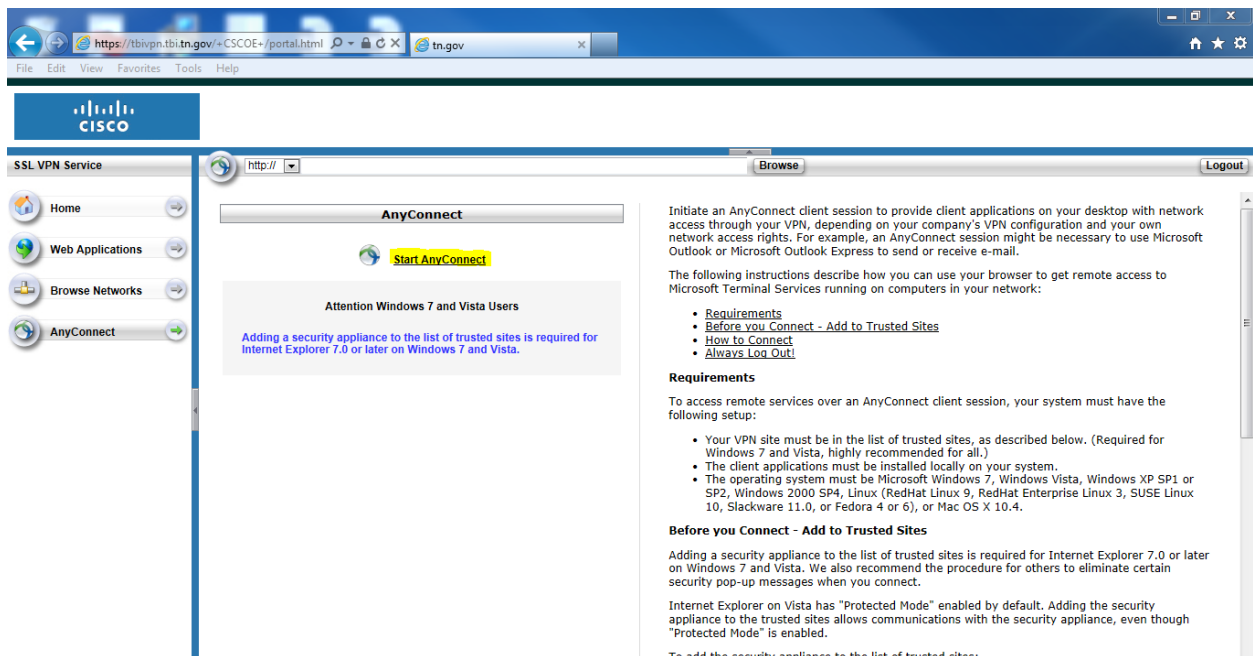 https://tbivpn.tbi.tn.gov/+CSCOE+/portal.html
tn.gov
File Edit View Favorites Tools Help
CISCO
SSL VPN Service
http://
Browse
Logout
Home
Web Applications
Browse Networks
AnyConnect
AnyConnect
Start AnyConnect
Attention Windows 7 and Vista Users
Adding a security appliance to the list of trusted sites is required for
Internet Explorer 7.0 or later on Windows 7 and Vista.
Initiate an AnyConnect client session to provide client applications on your desktop with network
access through your VPN, depending on your company's VPN configuration and your own
network access rights. For example, an AnyConnect session might be necessary to use Microsoft
Outlook or Microsoft Outlook Express to send or receive e-mail.
The following instructions describe how you can use your browser to get remote access to
Microsoft Terminal Services running on computers in your network:
• Requirements
• Before you Connect - Add to Trusted Sites
• How to Connect
• Always Log Out!
Requirements
To access remote services over an AnyConnect client session, your system must have the
following setup:
• Your VPN site must be in the list of trusted sites, as described below. (Required for
Windows 7 and Vista, highly recommended for all.)
• The client applications must be installed locally on your system.
• The operating system must be Microsoft Windows 7, Windows Vista, Windows XP SP1 or
SP2, Windows 2000 SP4, Linux (RedHat Linux 9, RedHat Enterprise Linux 3, SUSE Linux
10, Slackware 11.0, or Fedora 4 or 6), or Mac OS X 10.4.
Before you Connect - Add to Trusted Sites
Adding a security appliance to the list of trusted sites is required for Internet Explorer 7.0 or later
on Windows 7 and Vista. We also recommend the procedure for others to eliminate certain
security pop-up messages when you connect.
Internet Explorer on Vista has "Protected Mode" enabled by default. Adding the security
appliance to the trusted sites allows communications with the security appliance, even though
"Protected Mode" is enabled.
To add the security appliance to the list of trusted sites: